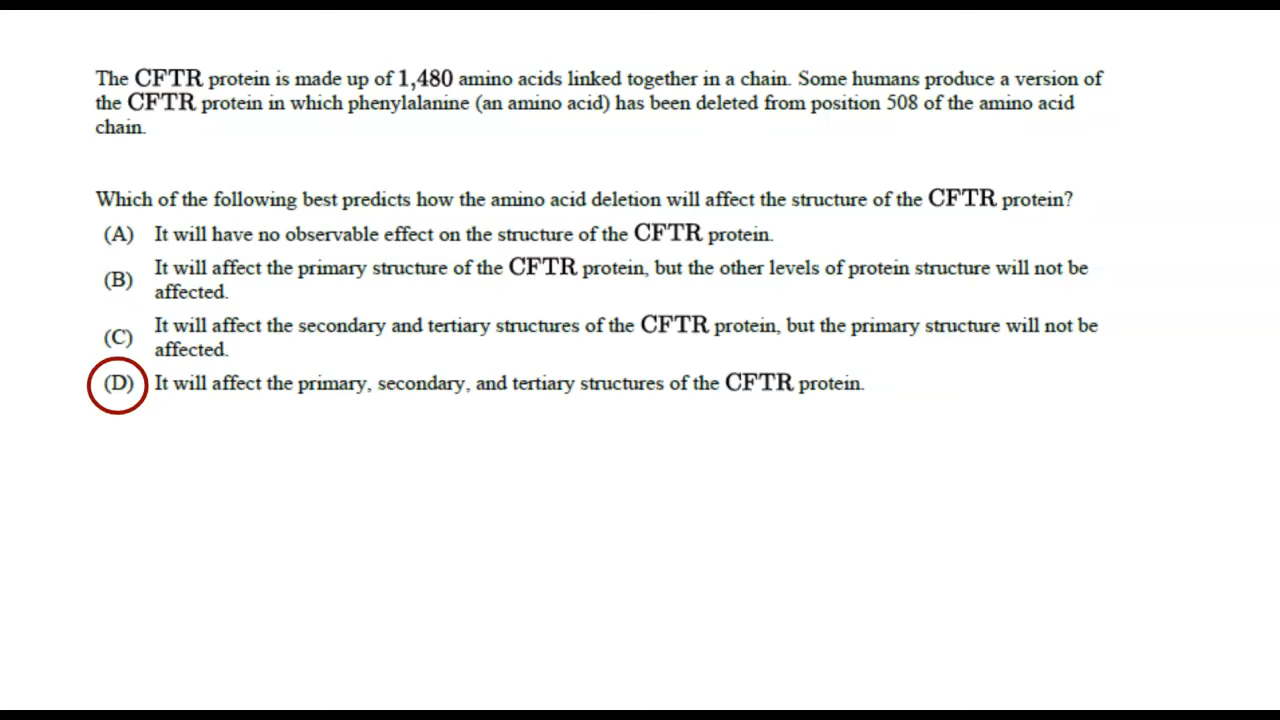 The CFTR protein is made up of 1,480 amino acids linked together in a chain. Some humans produce a version of
the CFTR protein in which phenylalanine (an amino acid) has been deleted from position 508 of the amino acid
chain.
Which of the following best predicts how the amino acid deletion will affect the structure of the CFTR protein?
(A) It will have no observable effect on the structure of the CFTR protein.
(B) It will affect the primary structure of the CFTR protein, but the other levels of protein structure will not be
affected.
(C) It will affect the secondary and tertiary structures of the CFTR protein, but the primary structure will not be
affected.
(D) It will affect the primary, secondary, and tertiary structures of the CFTR protein.